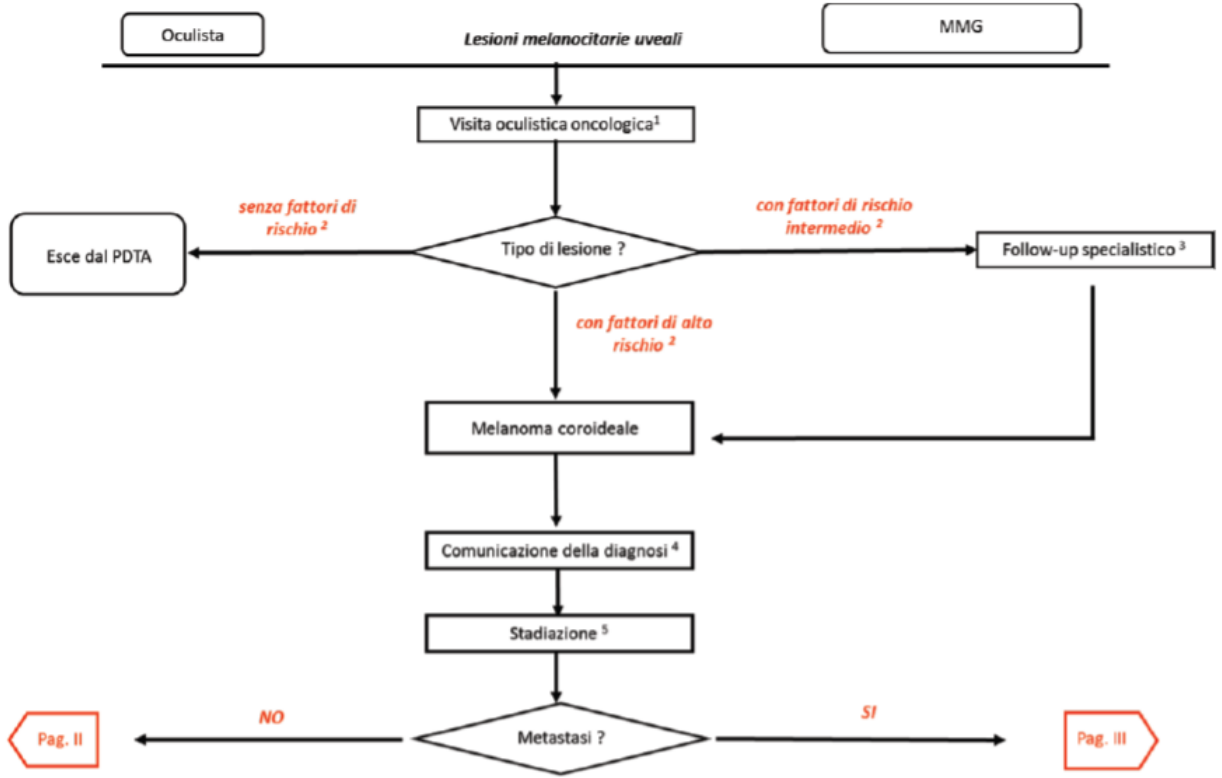 Oculista
Lesioni melanocitarie uveali
MMG
Visita oculistica oncologica¹
senza fattori di
rischio ²
con fattori di rischio
intermedio ²
Esce dal PDTA
Tipo di lesione ?
Follow-up specialistico ³
con fattori di alto
rischio ²
Melanoma coroideale
Comunicazione della diagnosi ⁴
Stadiazione ⁵
NO
SI
Pag. II
Metastasi ?
Pag. III